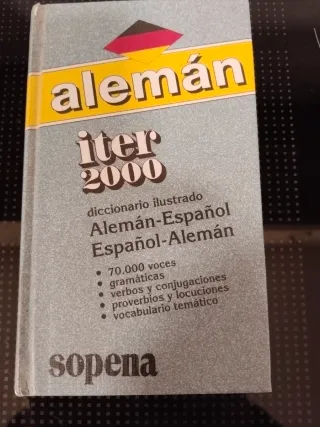 alemán
iter
2000
diccionario ilustrado
Alemán-Español
Español-Alemán
• 70.000 voces
• gramáticas
• verbos y conjugaciones
• proverbios y locuciones
• vocabulario temático
sopena